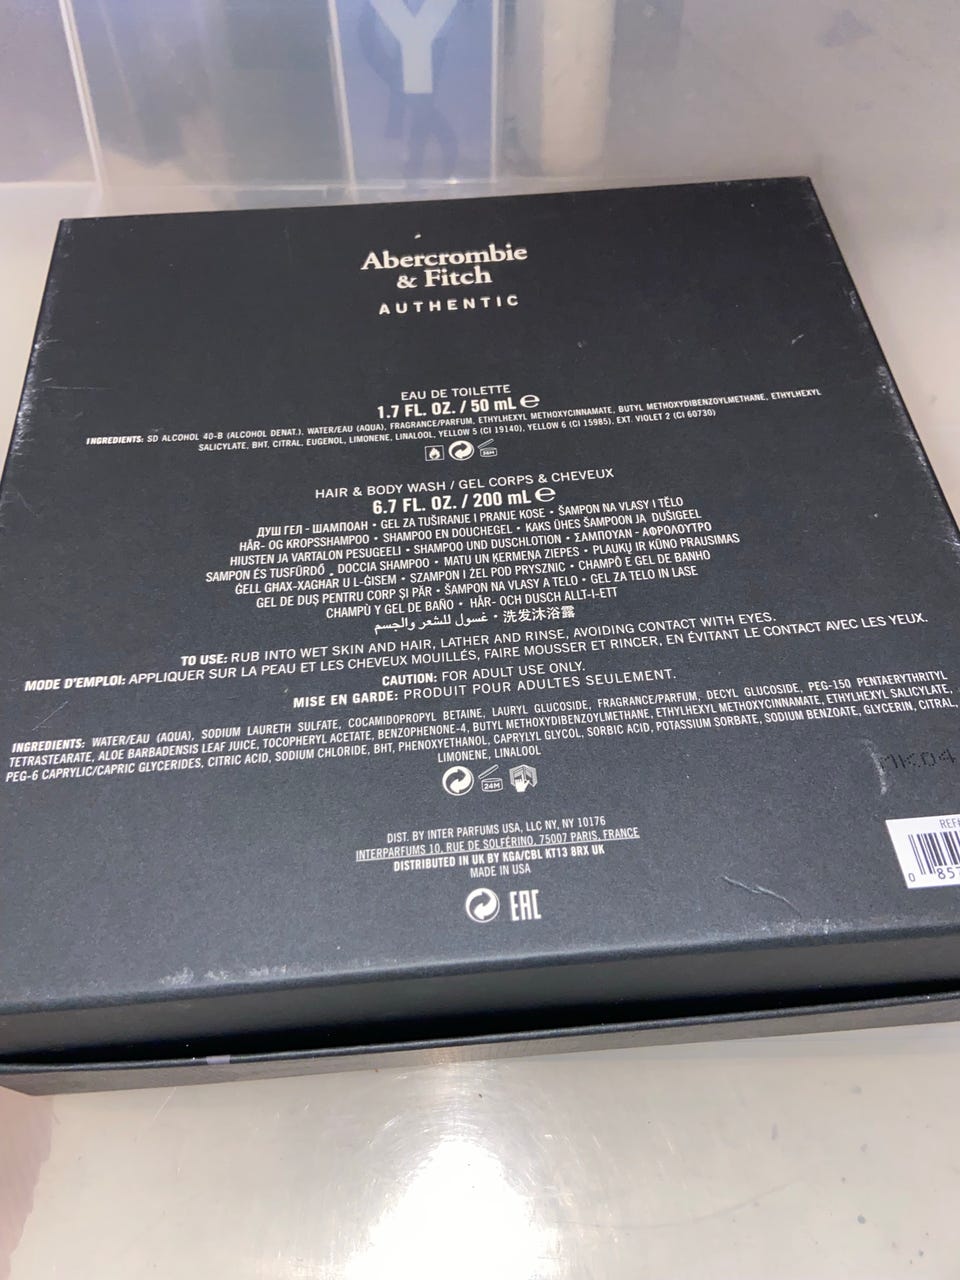 Y
Abercrombie
& Fitch
AUTHENTIC
EAU DE TOILETTE
1.7 FL. OZ. / 50 mL ℮
INGREDIENTS: SD ALCOHOL 40-B (ALCOHOL DENAT.), WATER/EAU (AQUA), FRAGRANCE/PARFUM, ETHYLHEXYL METHOXYCINNAMATE, BUTYL METHOXYDIBENZOYLMETHANE, ETHYLHEXYL
SALICYLATE, BHT, CITRAL, EUGENOL, LIMONENE, LINALOOL, YELLOW 5 (CI 19140), YELLOW 6 (CI 15985), EXT. VIOLET 2 (CI 60730)
36M
HAIR & BODY WASH / GEL CORPS & CHEVEUX
6.7 FL. OZ. / 200 mL ℮
ДУШ ГЕЛ - ШАМПОАН • GEL ZA TUŠIRANJE I PRANJE KOSE • ŠAMPON NA VLASY I TĚLO
HÅR- OG KROPSSHAMPOO • SHAMPOO EN DOUCHEGEL • KAKS ÜHES ŠAMPOON JA DUŠIGEEL
HIUSTEN JA VARTALON PESUGEELI • SHAMPOO UND DUSCHLOTION • ΣΑΜΠΟΥΑΝ - ΑΦΡΟΛΟΥΤΡΟ
SAMPON ÉS TUSFÜRDŐ • DOCCIA SHAMPOO • MATU UN ĶERMEŅA ZIEPES • PLAUKŲ IR KŪNO PRAUSIMAS
ĠELL GHAX-XAGHAR U L-ĠISEM • SZAMPON I ŻEL POD PRYSZNIC • CHAMPÔ E GEL DE BANHO
GEL DE DUŞ PENTRU CORP ŞI PĂR • ŠAMPÓN NA VLASY A TELO • GEL ZA TELO IN LASE
CHAMPÙ Y GEL DE BAÑO • HÅR- OCH DUSCH ALLT-I-ETT
غسول للشعر والجسم • 洗发沐浴露
TO USE: RUB INTO WET SKIN AND HAIR, LATHER AND RINSE, AVOIDING CONTACT WITH EYES.
MODE D'EMPLOI: APPLIQUER SUR LA PEAU ET LES CHEVEUX MOUILLÉS, FAIRE MOUSSER ET RINCER, EN ÉVITANT LE CONTACT AVEC LES YEUX.
CAUTION: FOR ADULT USE ONLY.
MISE EN GARDE: PRODUIT POUR ADULTES SEULEMENT.
INGREDIENTS: WATER/EAU (AQUA), SODIUM LAURETH SULFATE, COCAMIDOPROPYL BETAINE, LAURYL GLUCOSIDE, FRAGRANCE/PARFUM, DECYL GLUCOSIDE, PEG-150 PENTAERYTHRITYL
TETRASTEARATE, ALOE BARBADENSIS LEAF JUICE, TOCOPHERYL ACETATE, BENZOPHENONE-4, BUTYL METHOXYDIBENZOYLMETHANE, ETHYLHEXYL METHOXYCINNAMATE, ETHYLHEXYL SALICYLATE,
PEG-6 CAPRYLIC/CAPRIC GLYCERIDES, CITRIC ACID, SODIUM CHLORIDE, BHT, PHENOXYETHANOL, CAPRYLYL GLYCOL, SORBIC ACID, POTASSIUM SORBATE, SODIUM BENZOATE, GLYCERIN, CITRAL,
LIMONENE, LINALOOL
24M
DIST. BY INTER PARFUMS USA, LLC NY, NY 10176
INTERPARFUMS 10, RUE DE SOLFÉRINO, 75007 PARIS, FRANCE
DISTRIBUTED IN UK BY KGA/CBL KT13 8RX UK
MADE IN USA
EAC
REF#
0 857